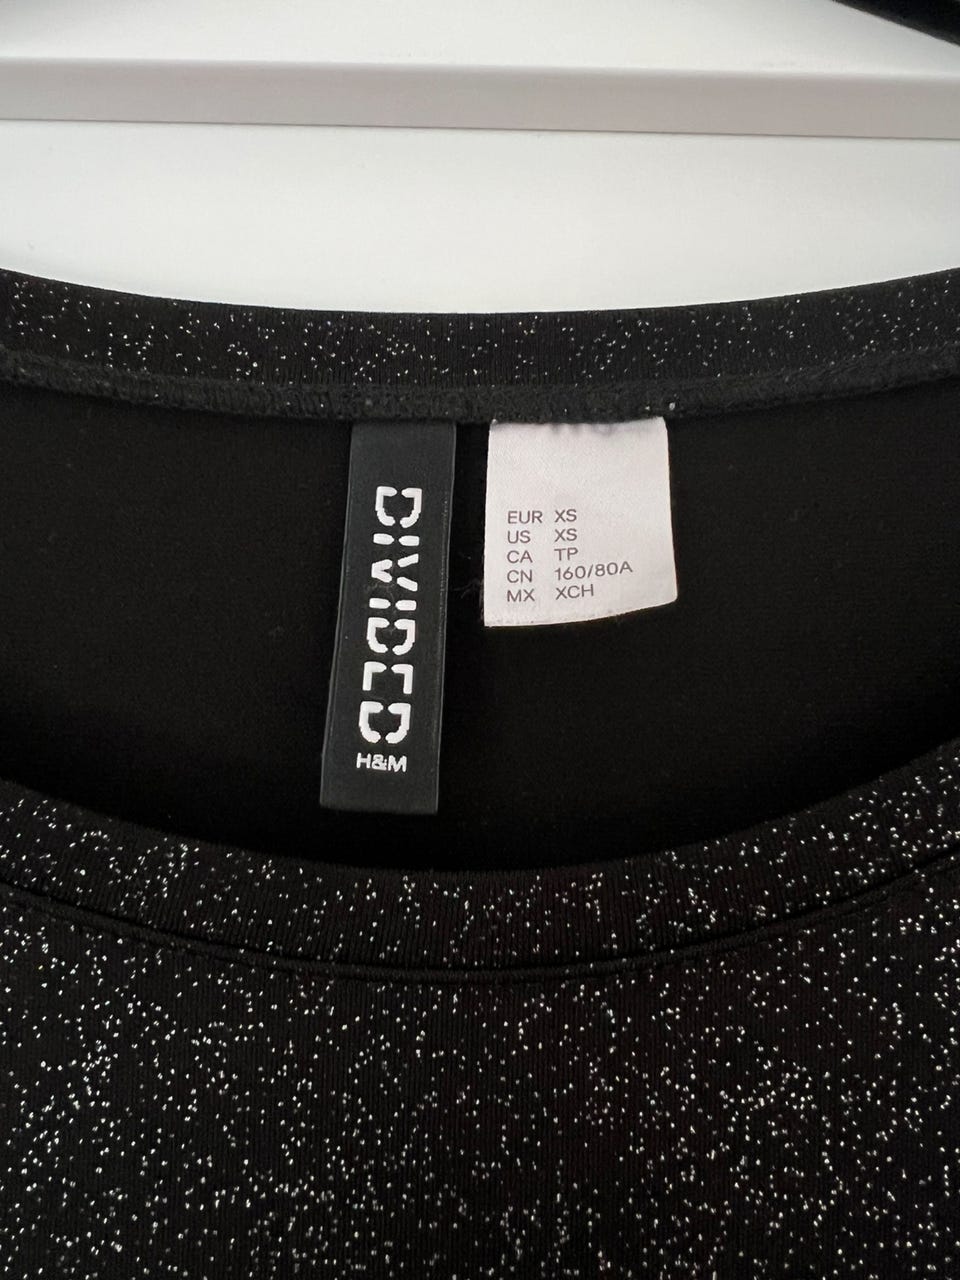 DIVIDED
H&M
EUR XS
US XS
CA TP
CN 160/80A
MX XCH